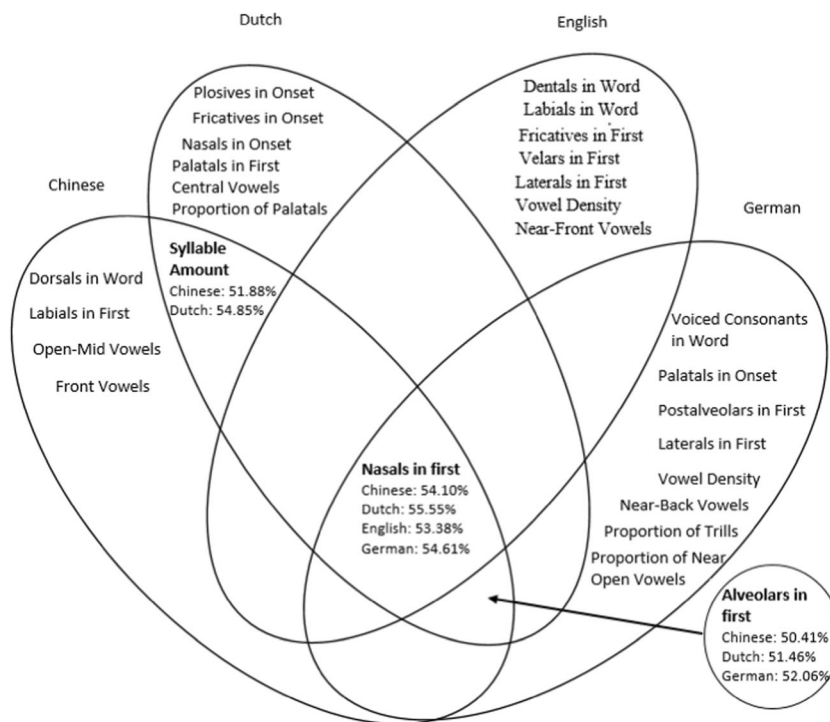 Dutch
English
Chinese
German
Plosives in Onset
Fricatives in Onset
Nasals in Onset
Palatals in First
Central Vowels
Proportion of Palatals
Dentals in Word
Labials in Word
Fricatives in First
Velars in First
Laterals in First
Vowel Density
Near-Front Vowels
Syllable
Amount
Chinese: 51.88%
Dutch: 54.85%
Dorsals in Word
Labials in First
Open-Mid Vowels
Front Vowels
Voiced Consonants
in Word
Palatals in Onset
Postalveolars in First
Laterals in First
Vowel Density
Near-Back Vowels
Proportion of Trills
Proportion of Near
Open Vowels
Nasals in first
Chinese: 54.10%
Dutch: 55.55%
English: 53.38%
German: 54.61%
Alveolars in
first
Chinese: 50.41%
Dutch: 51.46%
German: 52.06%